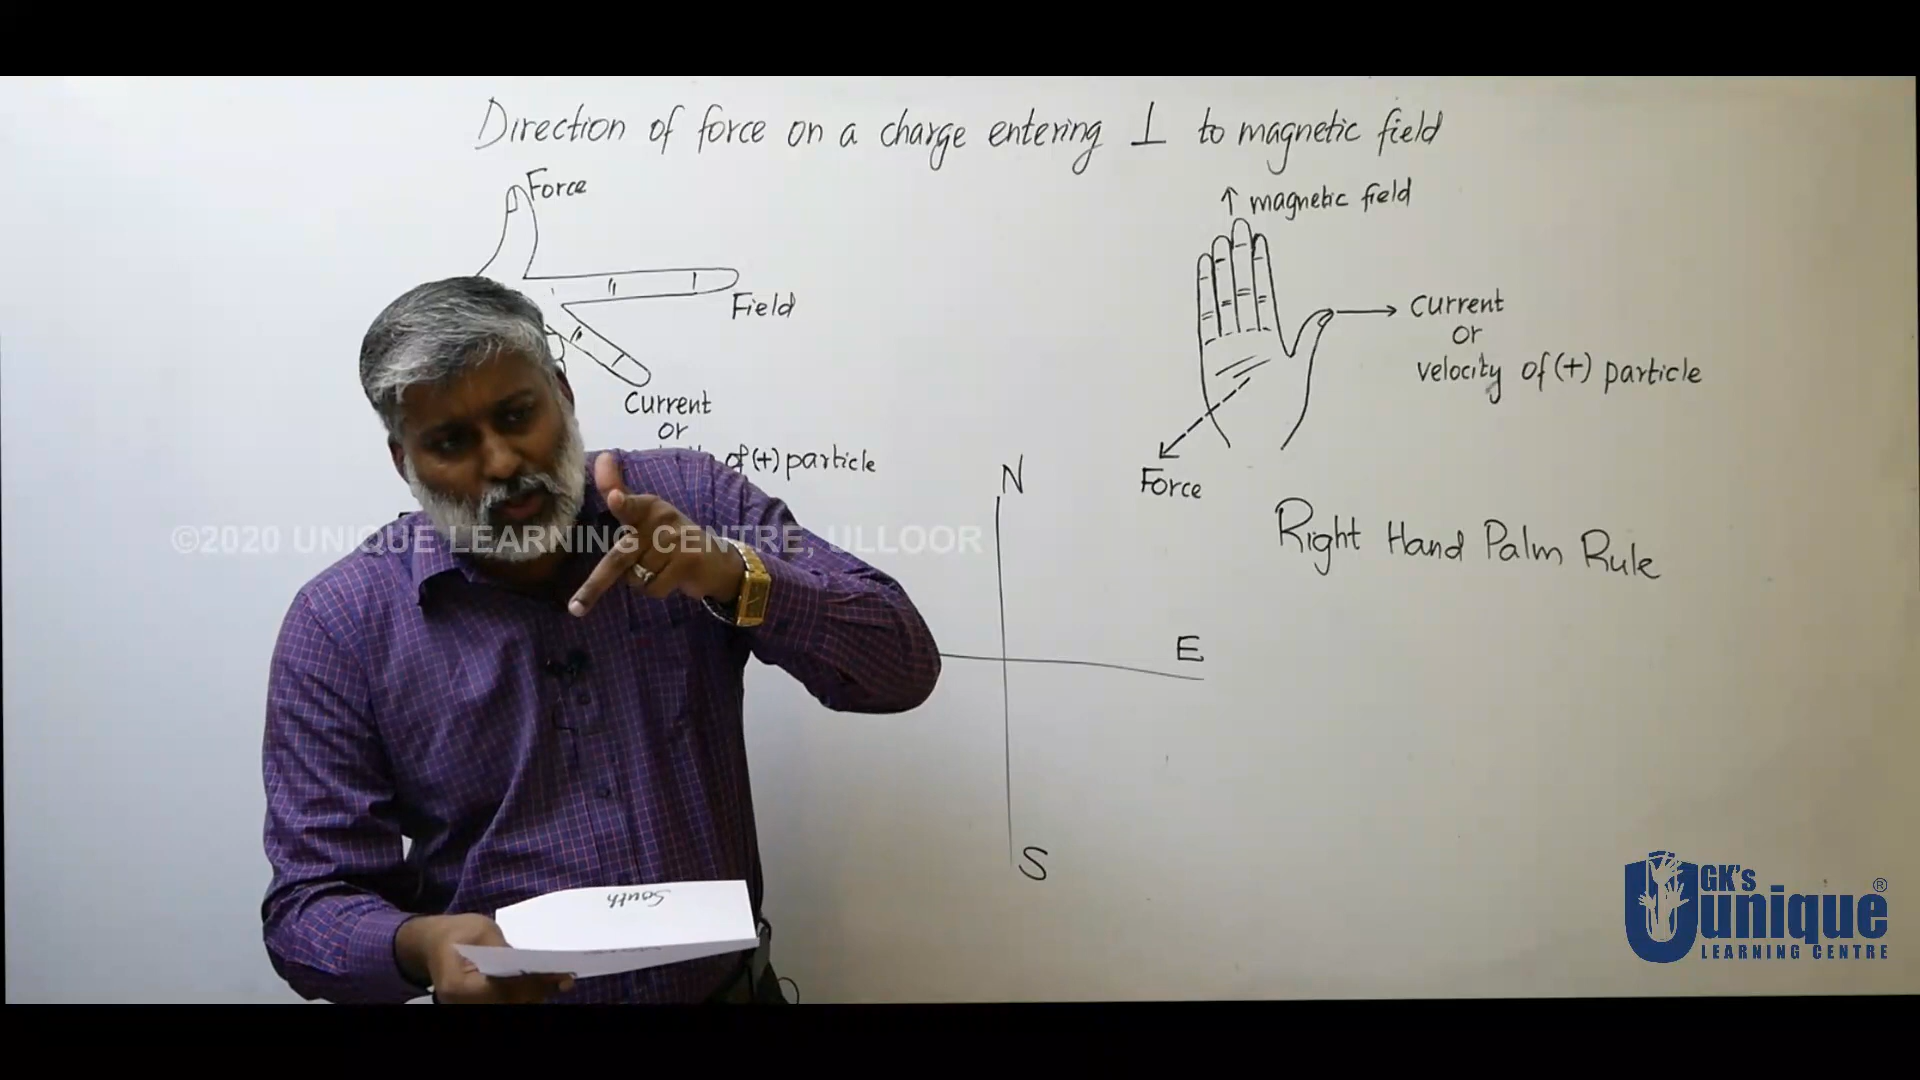 Direction of force on a charge entering ⊥ to magnetic field
Force
Field
Current
or
of (+) particle
↑ magnetic field
Current
or
velocity of (+) particle
Force
Right Hand Palm Rule
N
E
S
©2020 UNIQUE LEARNING CENTRE, ULLOOR
South
GK's
unique®
LEARNING CENTRE